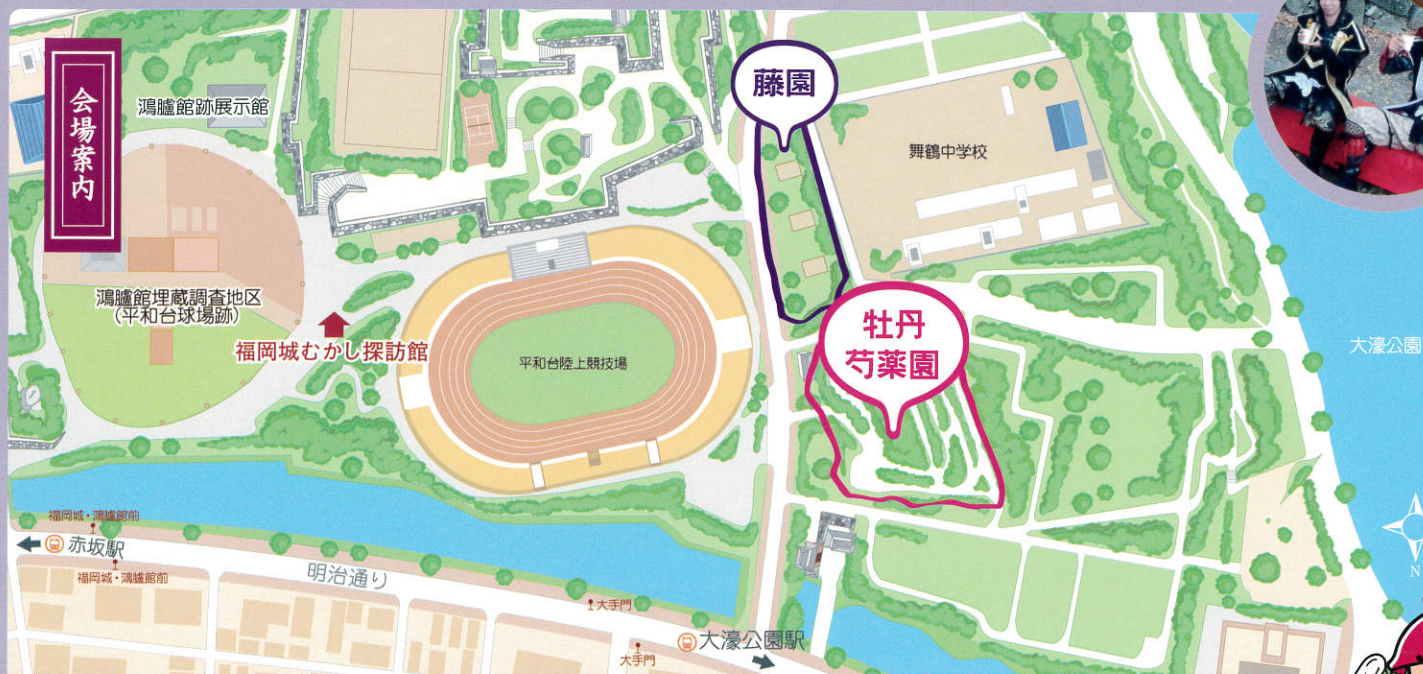 会場案内
鴻臚館跡展示館
藤園
舞鶴中学校
鴻臚館埋蔵調査地区
(平和台球場跡)
福岡城むかし探訪館
平和台陸上競技場
牡丹
芍薬園
大濠公園
福岡城・鴻臚館前
赤坂駅
福岡城・鴻臚館前
明治通り
大手門
大手門
大濠公園駅
N